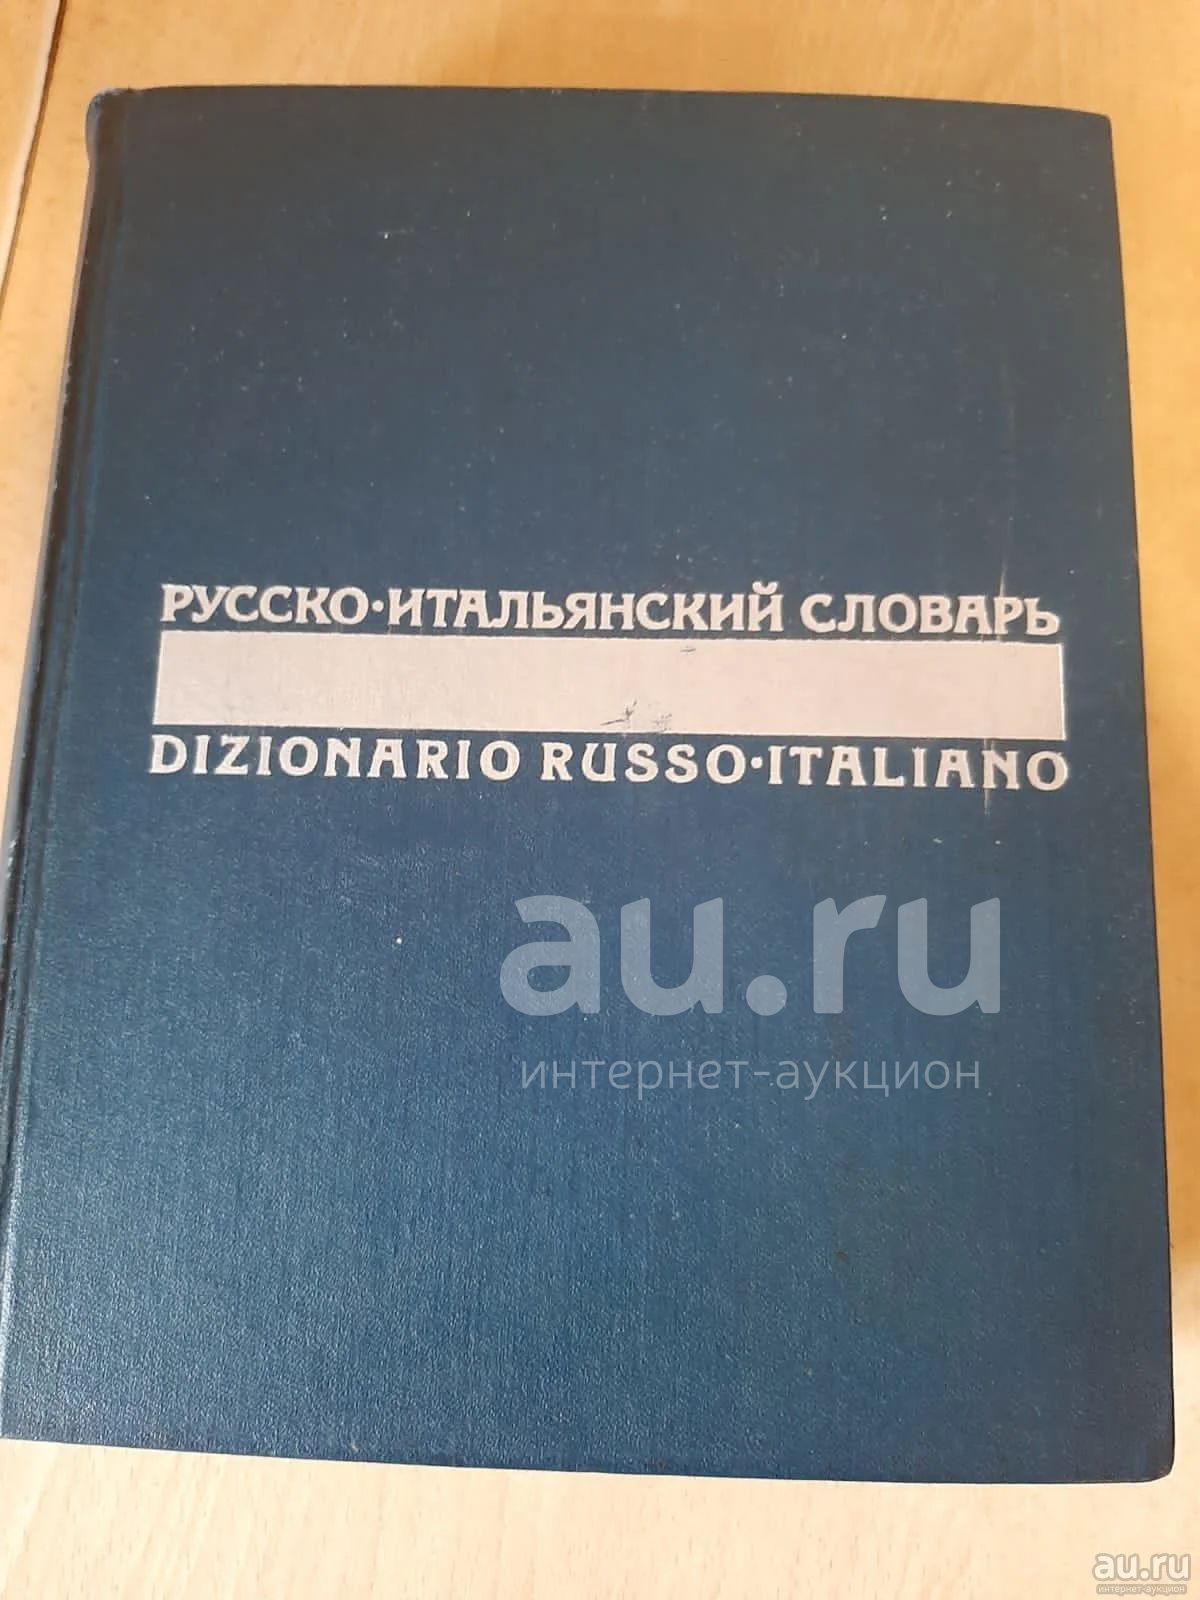 РУССКО·ИТАЛЬЯНСКИЙ СЛОВАРЬ
DIZIONARIO RUSSO·ITALIANO
au.ru
интернет-аукцион
au.ru
интернет-аукцион